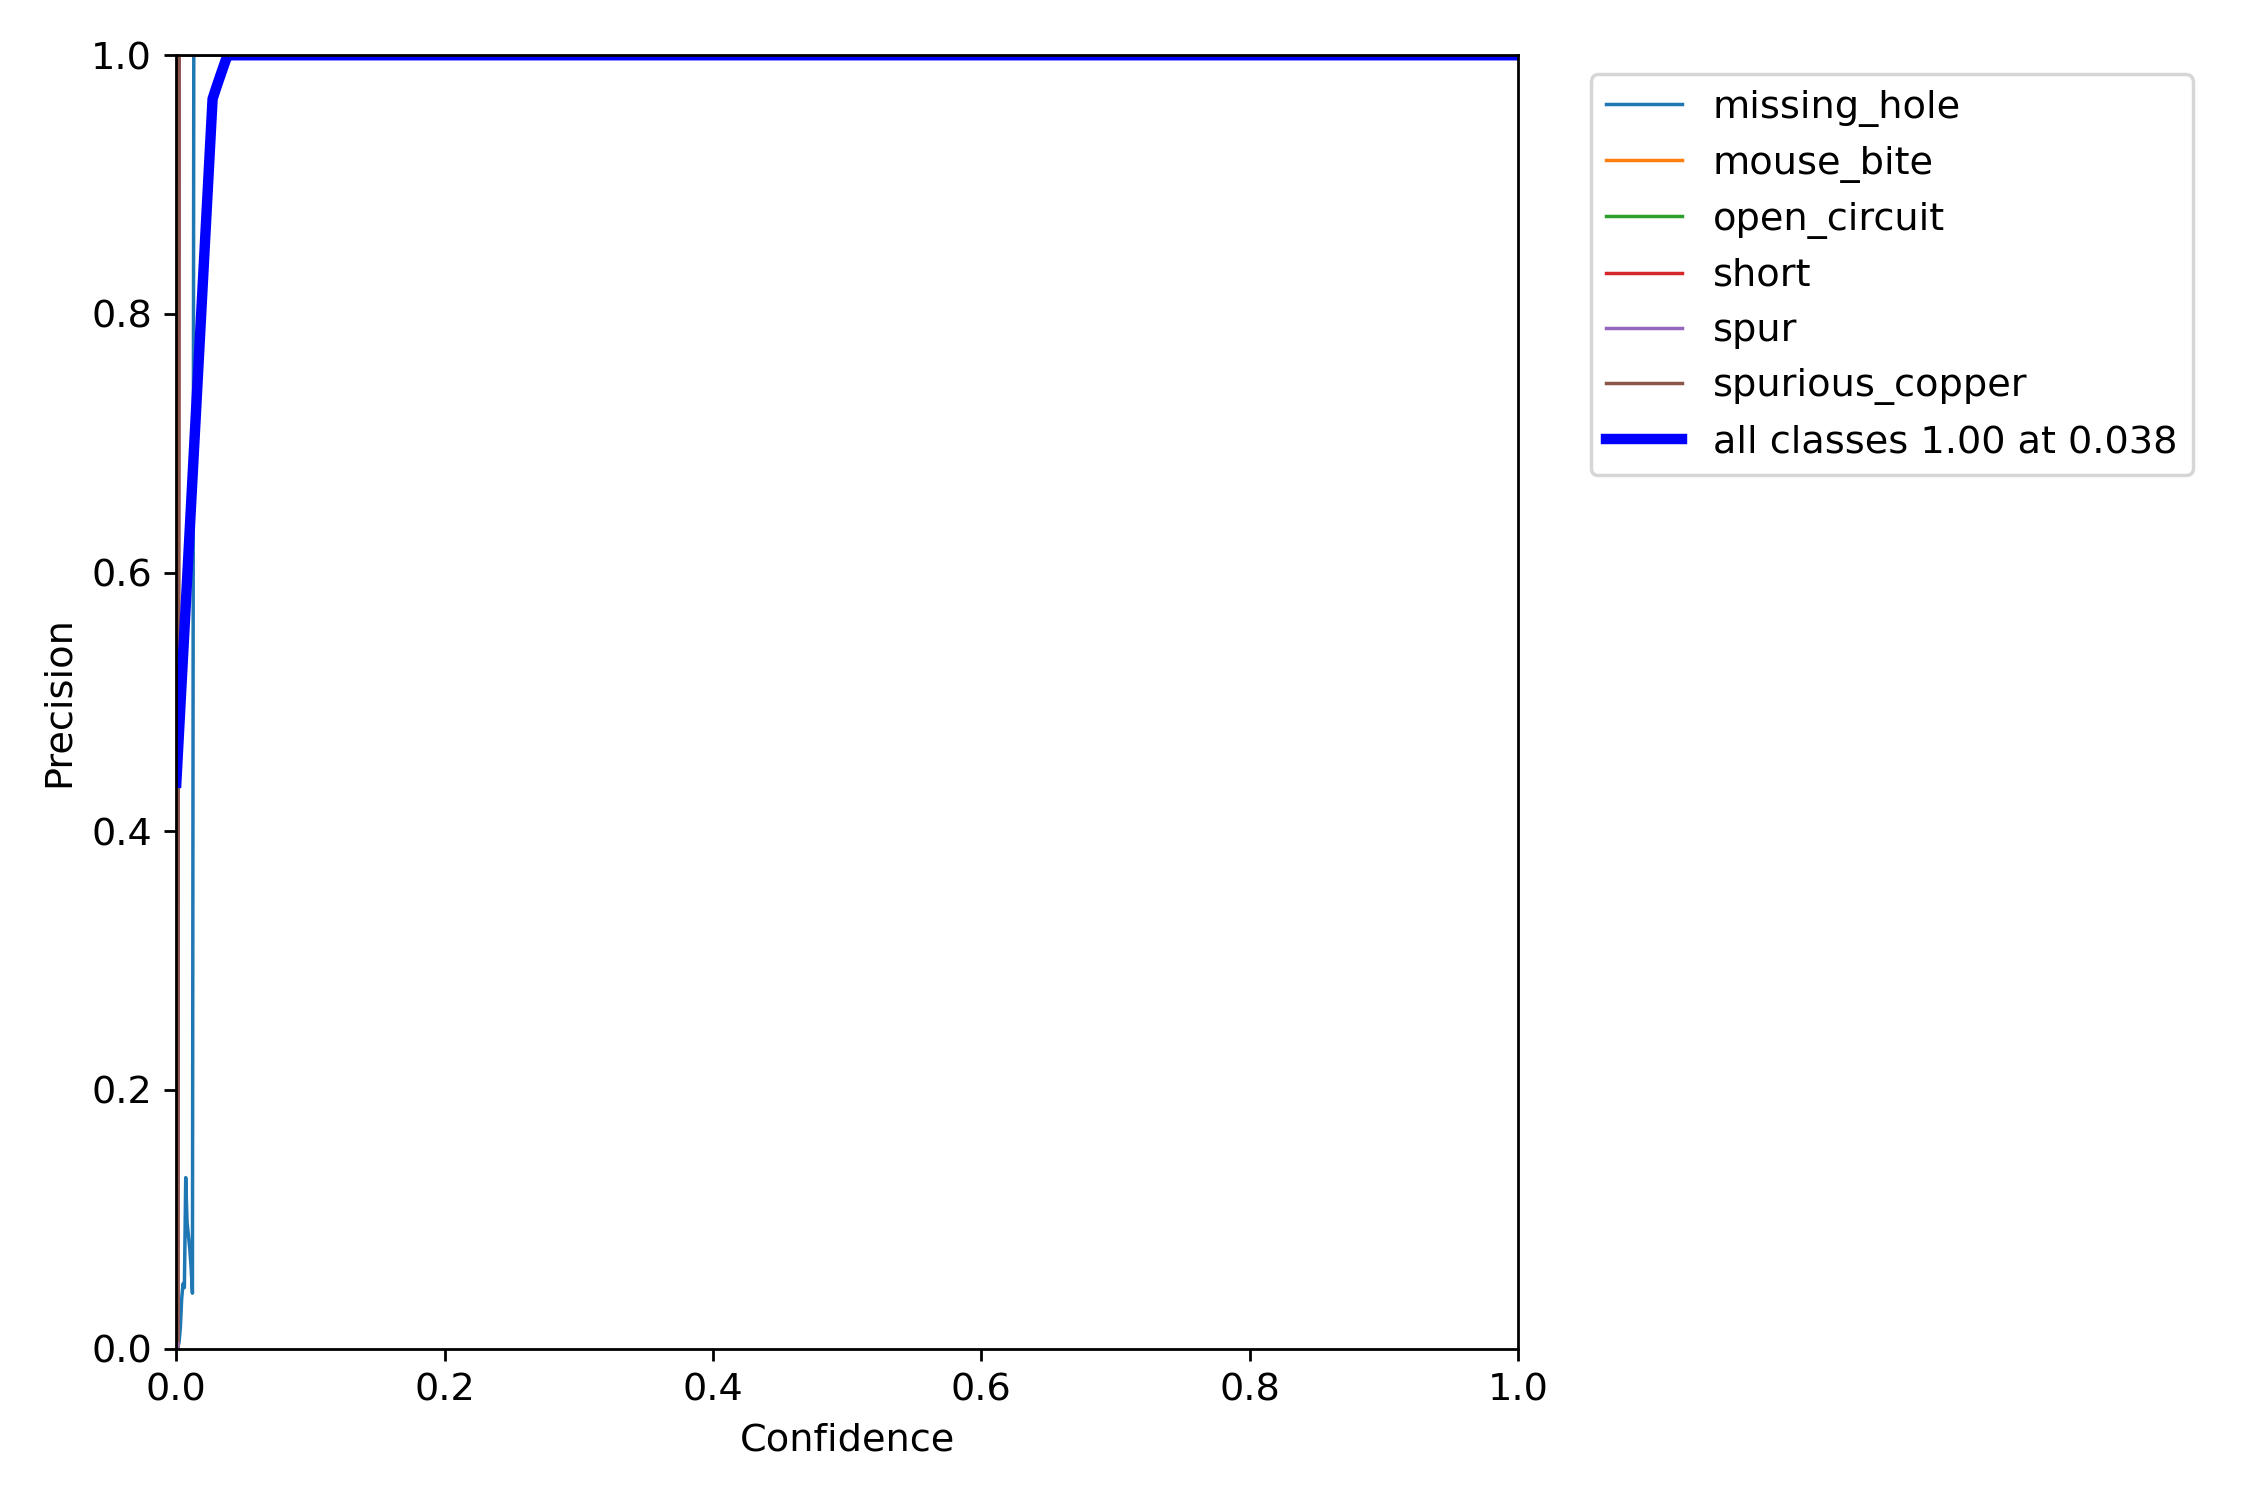 1.0
0.8
0.6
0.4
0.2
0.0
Precision
0.0 0.2 0.4 0.6 0.8 1.0
Confidence
missing_hole
mouse_bite
open_circuit
short
spur
spurious_copper
all classes 1.00 at 0.038